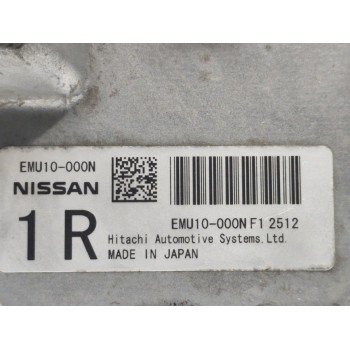 EMU10-000N
NISSAN
1R
EMU10-000N F1 2512
Hitachi Automotive Systems,Ltd.
MADE IN JAPAN